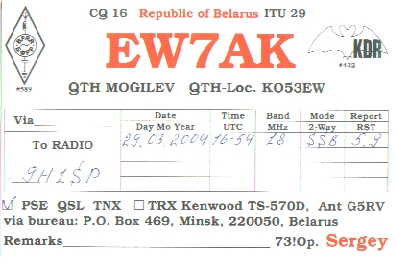 CQ 16 Republic of Belarus ITU 29
EW7AK
#589
KDR
#432
QTH MOGILEV QTH-Loc. KO53EW
Via
To RADIO
9H1SP
Date
Day Mo Year
Time
UTC
Band
MHz
Mode
2-Way
Report
RST
29.03.2004 16-54 18 SSB 5.9
PSE QSL TNX TRX Kenwood TS-570D, Ant G5RV
via bureau: P.O. Box 469, Minsk, 220050, Belarus
Remarks 73!Op. Sergey